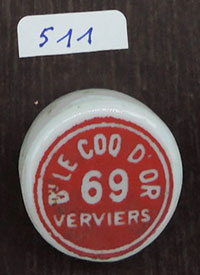 511
Bie LE COQ D'OR
69
VERVIERS